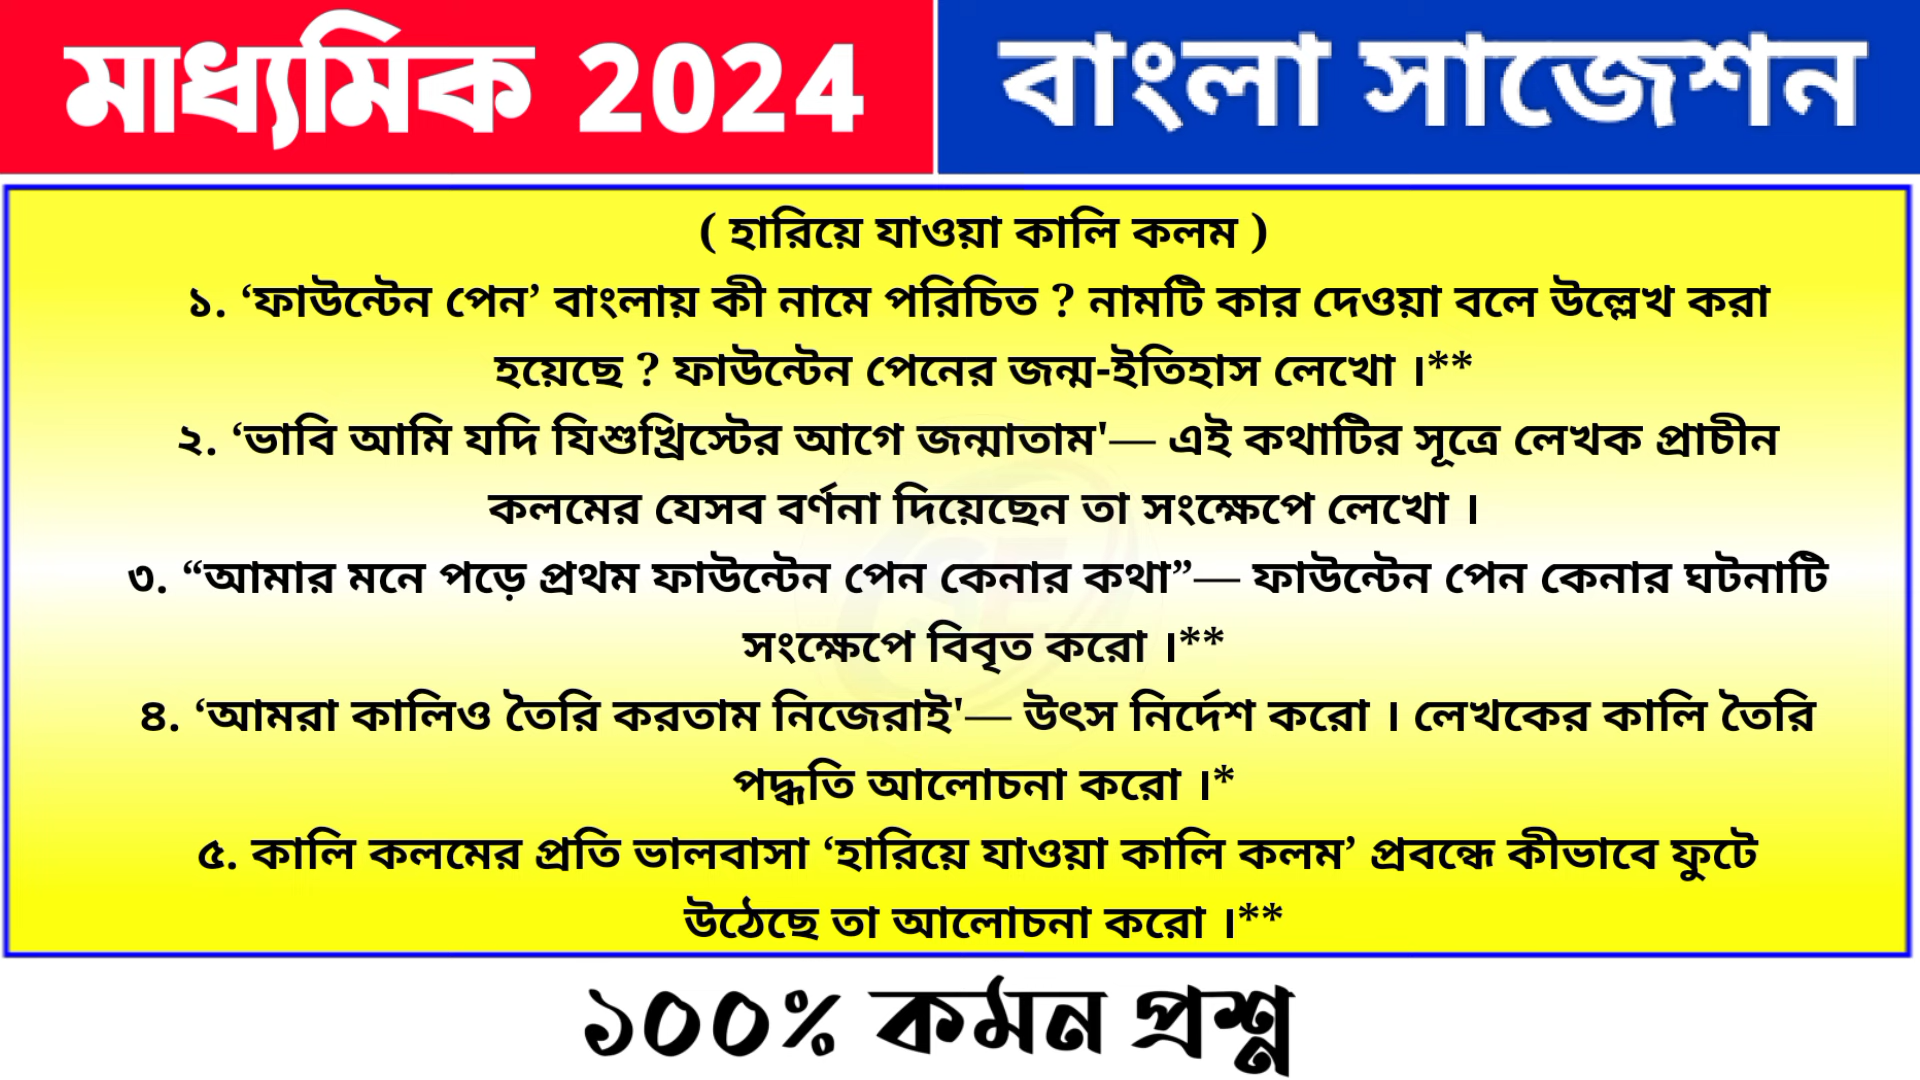 মাধ্যমিক 2024
বাংলা সাজেশন
( হারিয়ে যাওয়া কালি কলম )
১. ‘ফাউন্টেন পেন’ বাংলায় কী নামে পরিচিত ? নামটি কার দেওয়া বলে উল্লেখ করা
হয়েছে ? ফাউন্টেন পেনের জন্ম-ইতিহাস লেখো ।**
২. ‘ভাবি আমি যদি যিশুখ্রিস্টের আগে জন্মাতাম'— এই কথাটির সূত্রে লেখক প্রাচীন
কলমের যেসব বর্ণনা দিয়েছেন তা সংক্ষেপে লেখো ।
৩. “আমার মনে পড়ে প্রথম ফাউন্টেন পেন কেনার কথা”— ফাউন্টেন পেন কেনার ঘটনাটি
সংক্ষেপে বিবৃত করো ।**
৪. ‘আমরা কালিও তৈরি করতাম নিজেরাই'— উৎস নির্দেশ করো । লেখকের কালি তৈরি
পদ্ধতি আলোচনা করো ।*
৫. কালি কলমের প্রতি ভালবাসা ‘হারিয়ে যাওয়া কালি কলম’ প্রবন্ধে কীভাবে ফুটে
উঠেছে তা আলোচনা করো ।**
১০০% কমন প্রশ্ন